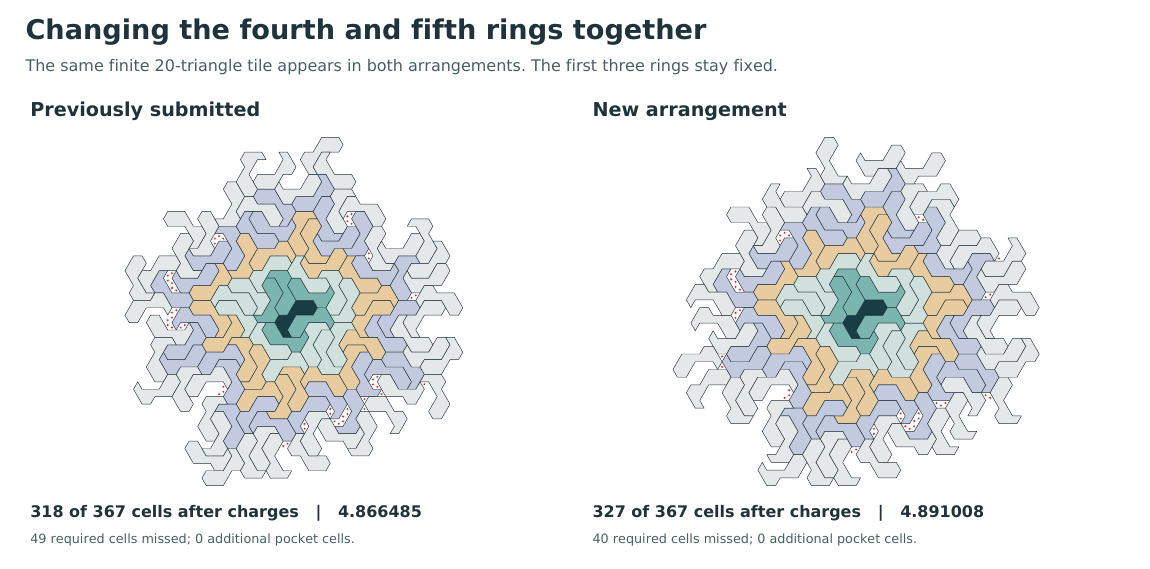 Changing the fourth and fifth rings together
The same finite 20-triangle tile appears in both arrangements. The first three rings stay fixed.
Previously submitted
New arrangement
318 of 367 cells after charges | 4.866485
327 of 367 cells after charges | 4.891008
49 required cells missed; 0 additional pocket cells.
40 required cells missed; 0 additional pocket cells.